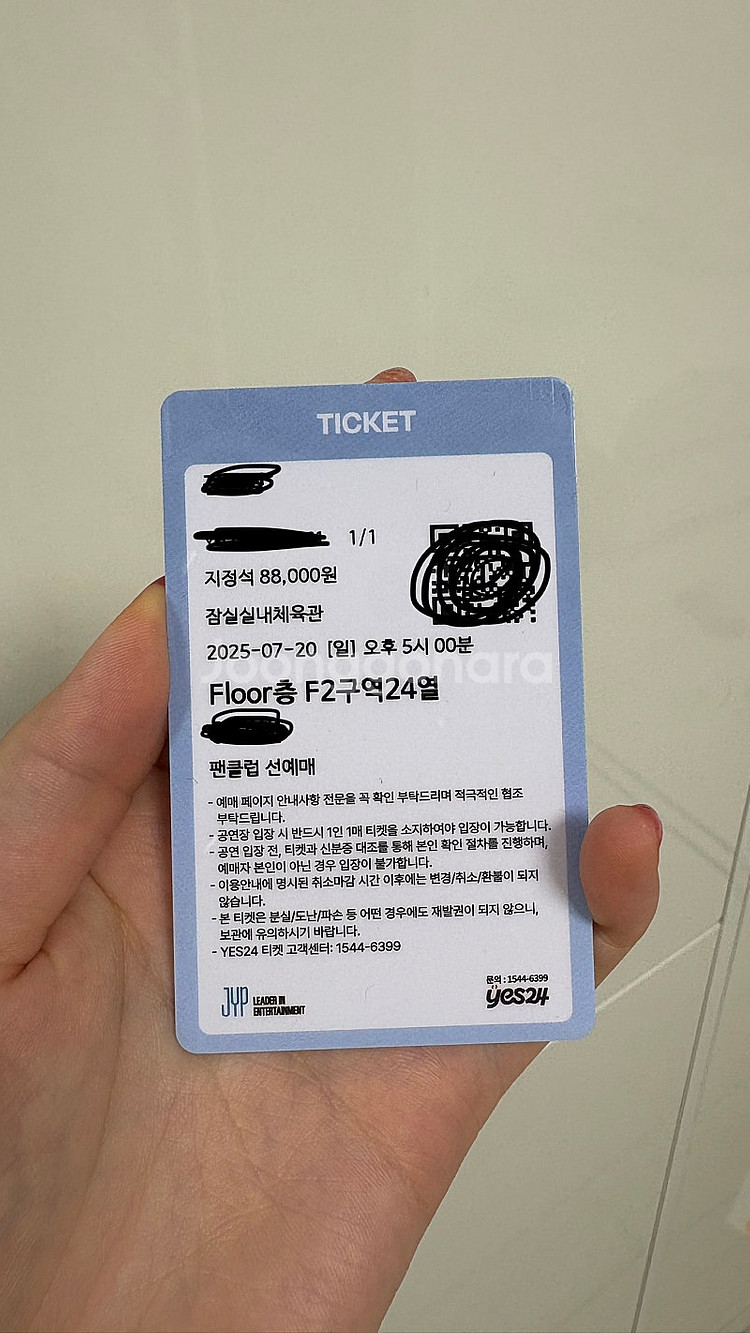 TICKET
1/1
지정석 88,000원
잠실실내체육관
2025-07-20 [일] 오후 5시 00분
Joonggonara
Floor층 F2구역24열
팬클럽 선예매
- 예매 페이지 안내사항 전문을 꼭 확인 부탁드리며 적극적인 협조
부탁드립니다.
- 공연장 입장 시 반드시 1인 1매 티켓을 소지하여야 입장이 가능합니다.
- 공연 입장 전, 티켓과 신분증 대조를 통해 본인 확인 절차를 진행하며,
예매자 본인이 아닌 경우 입장이 불가합니다.
- 이용안내에 명시된 취소마감 시간 이후에는 변경/취소/환불이 되지
않습니다.
- 본 티켓은 분실/도난/파손 등 어떤 경우에도 재발권이 되지 않으니,
보관에 유의하시기 바랍니다.
- YES24 티켓 고객센터: 1544-6399
JYP LEADER IN
ENTERTAINMENT
문의 : 1544-6399
yes24